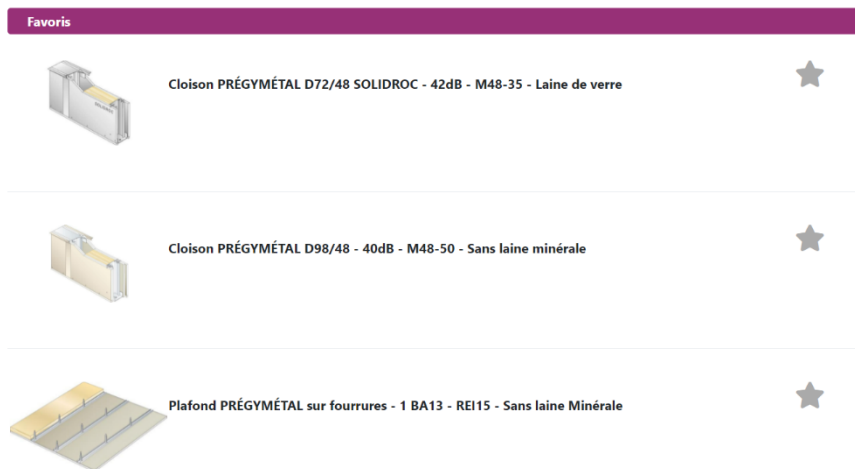 Favoris
Cloison PRÉGYMÉTAL D72/48 SOLIDROC - 42dB - M48-35 - Laine de verre
Cloison PRÉGYMÉTAL D98/48 - 40dB - M48-50 - Sans laine minérale
Plafond PRÉGYMÉTAL sur fourrures - 1 BA13 - REI15 - Sans laine Minérale